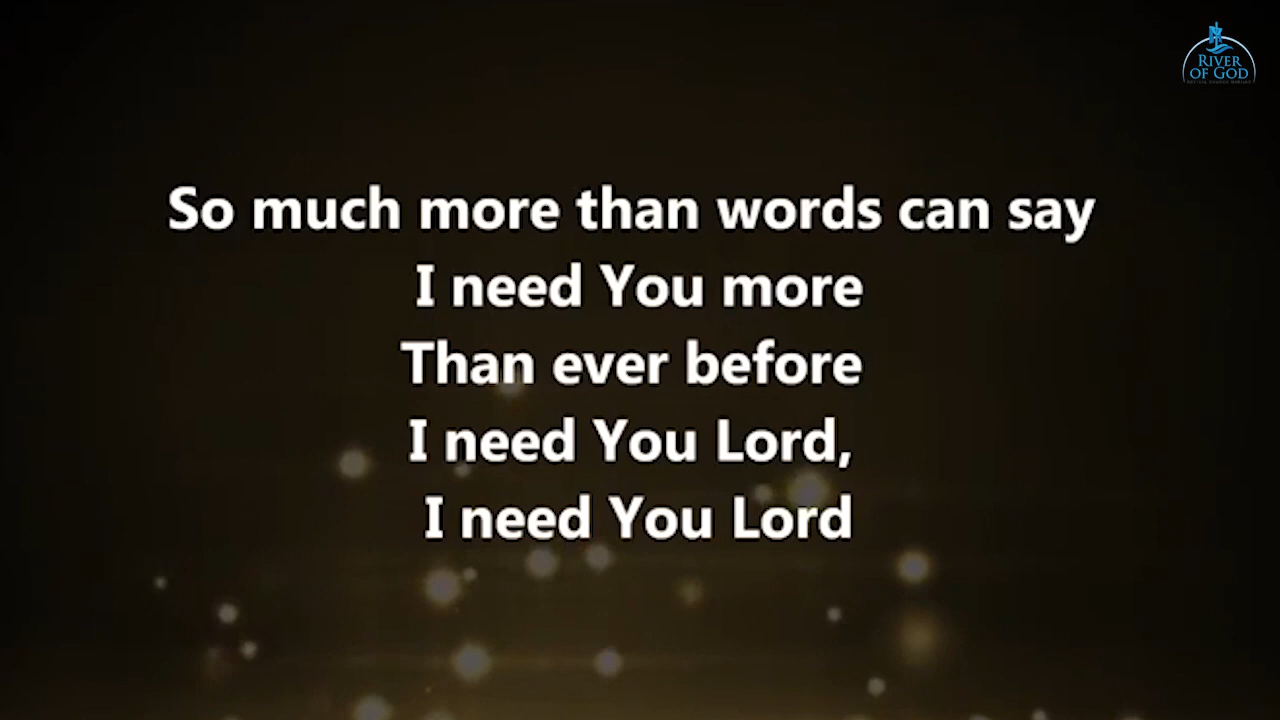 RIVER
OF GOD
So much more than words can say
I need You more
Than ever before
I need You Lord,
I need You Lord